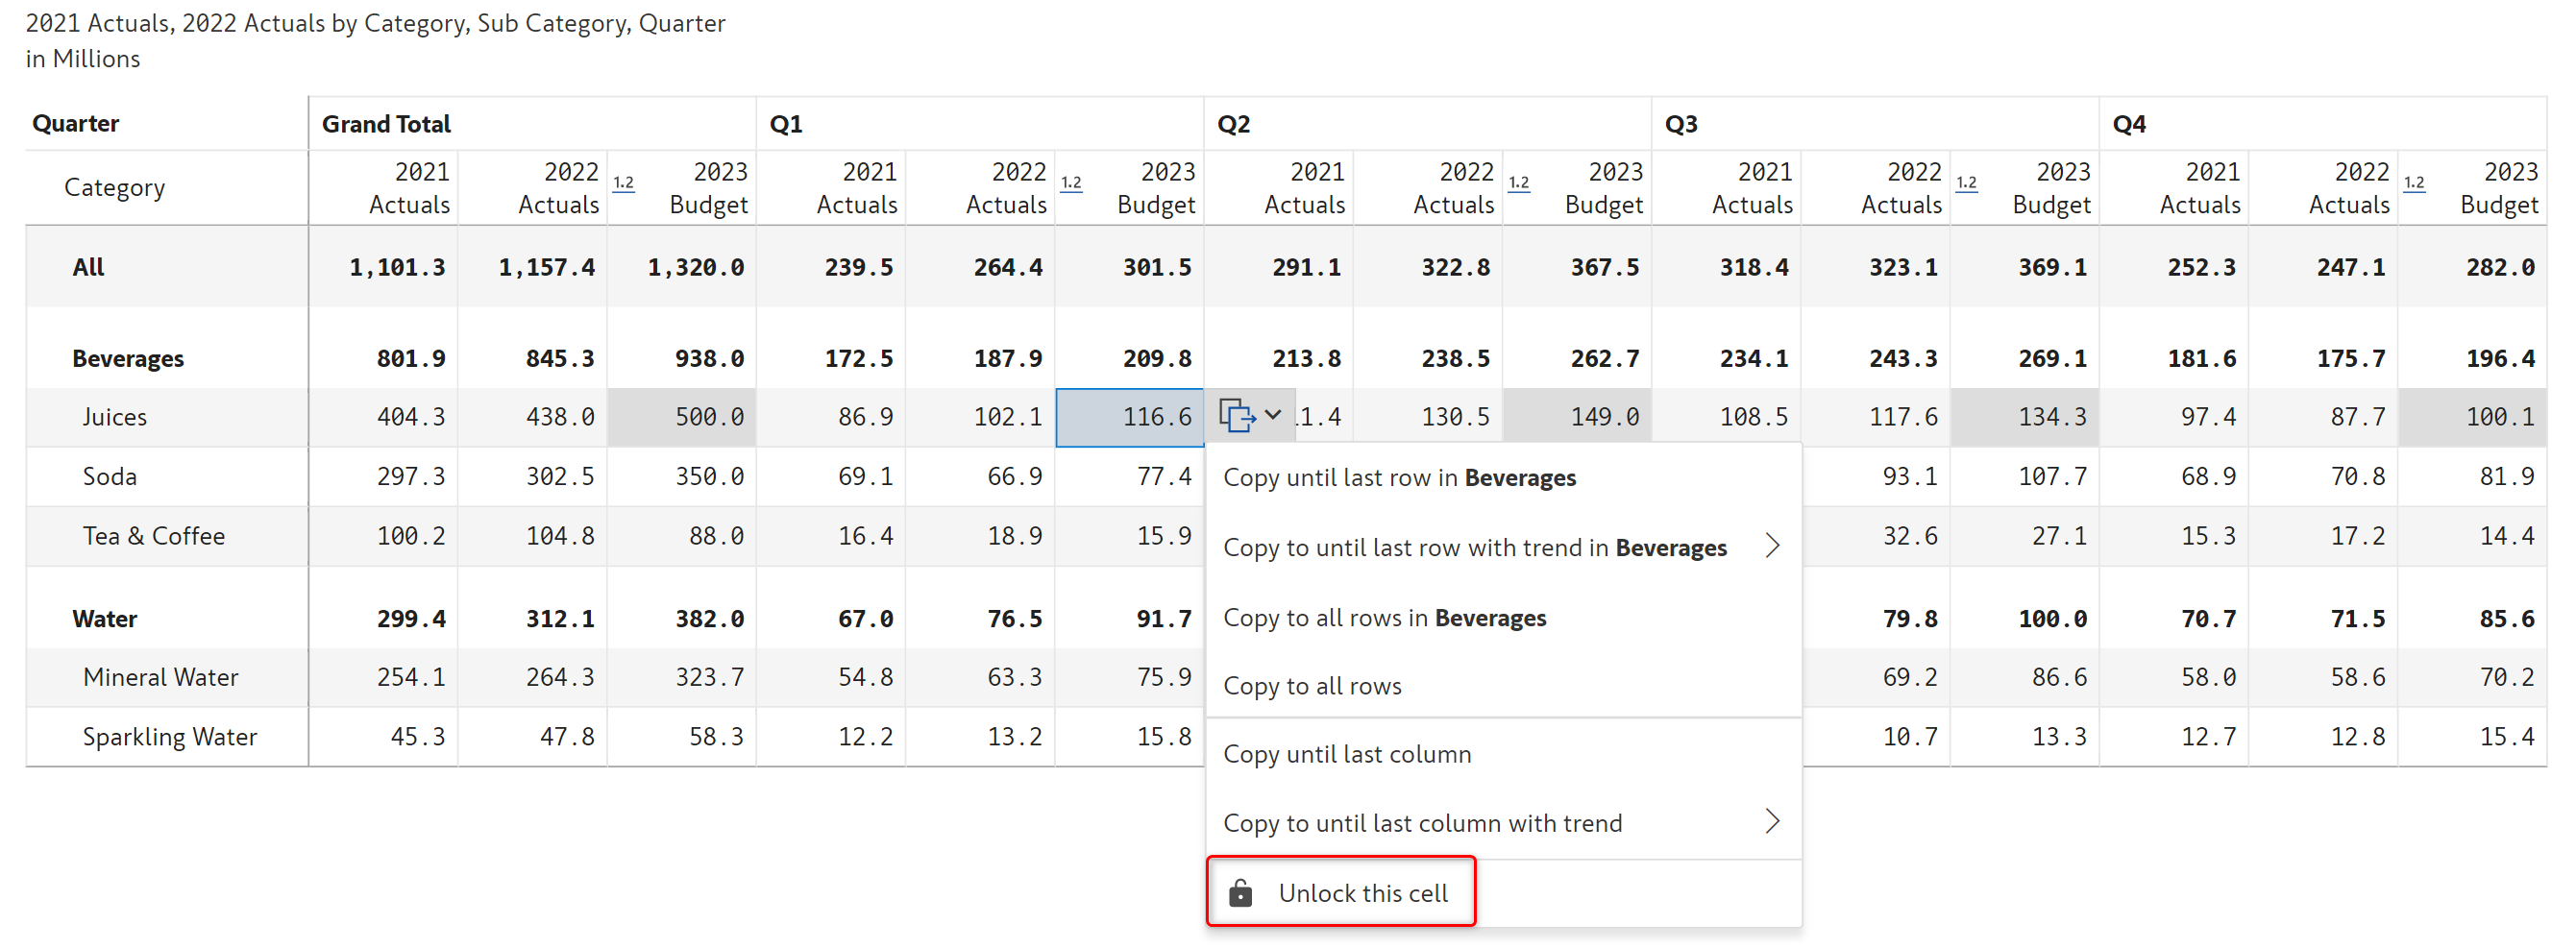 2021 Actuals, 2022 Actuals by Category, Sub Category, Quarter
in Millions
Quarter Grand Total Q1 Q2 Q3 Q4
Category 2021 Actuals 2022 Actuals 1.2 2023 Budget 2021 Actuals 2022 Actuals 1.2 2023 Budget 2021 Actuals 2022 Actuals 1.2 2023 Budget 2021 Actuals 2022 Actuals 1.2 2023 Budget 2021 Actuals 2022 Actuals 1.2 2023 Budget
All 1,101.3 1,157.4 1,320.0 239.5 264.4 301.5 291.1 322.8 367.5 318.4 323.1 369.1 252.3 247.1 282.0
Beverages 801.9 845.3 938.0 172.5 187.9 209.8 213.8 238.5 262.7 234.1 243.3 269.1 181.6 175.7 196.4
Juices 404.3 438.0 500.0 86.9 102.1 116.6 1.4 130.5 149.0 108.5 117.6 134.3 97.4 87.7 100.1
Soda 297.3 302.5 350.0 69.1 66.9 77.4 93.1 107.7 68.9 70.8 81.9
Tea & Coffee 100.2 104.8 88.0 16.4 18.9 15.9 32.6 27.1 15.3 17.2 14.4
Water 299.4 312.1 382.0 67.0 76.5 91.7 79.8 100.0 70.7 71.5 85.6
Mineral Water 254.1 264.3 323.7 54.8 63.3 75.9 69.2 86.6 58.0 58.6 70.2
Sparkling Water 45.3 47.8 58.3 12.2 13.2 15.8 10.7 13.3 12.7 12.8 15.4
Copy until last row in Beverages
Copy to until last row with trend in Beverages
Copy to all rows in Beverages
Copy to all rows
Copy until last column
Copy to until last column with trend
Unlock this cell